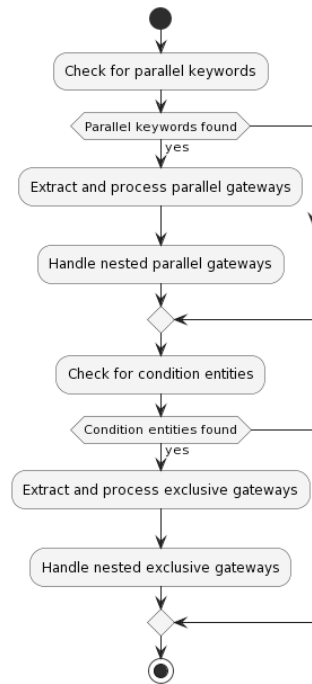 Check for parallel keywords
Parallel keywords found
yes
Extract and process parallel gateways
Handle nested parallel gateways
Check for condition entities
Condition entities found
yes
Extract and process exclusive gateways
Handle nested exclusive gateways